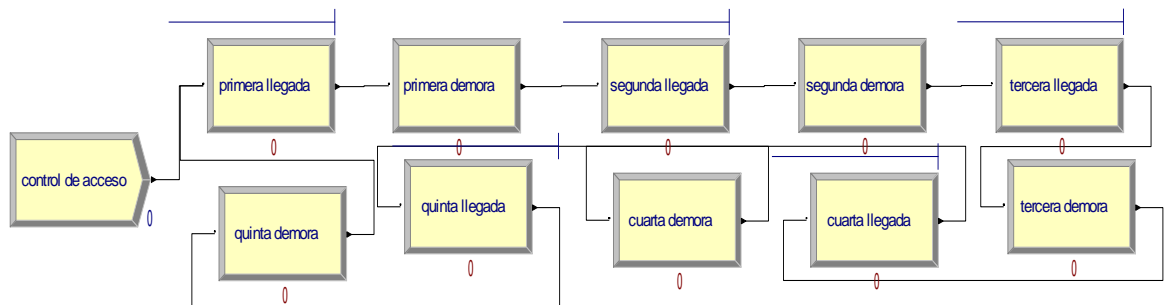 primera llegada
primera demora
segunda llegada
segunda demora
tercera llegada
0
0
0
0
0
control de acceso
0
quinta demora
quinta llegada
cuarta demora
cuarta llegada
tercera demora
0
0
0
0
0